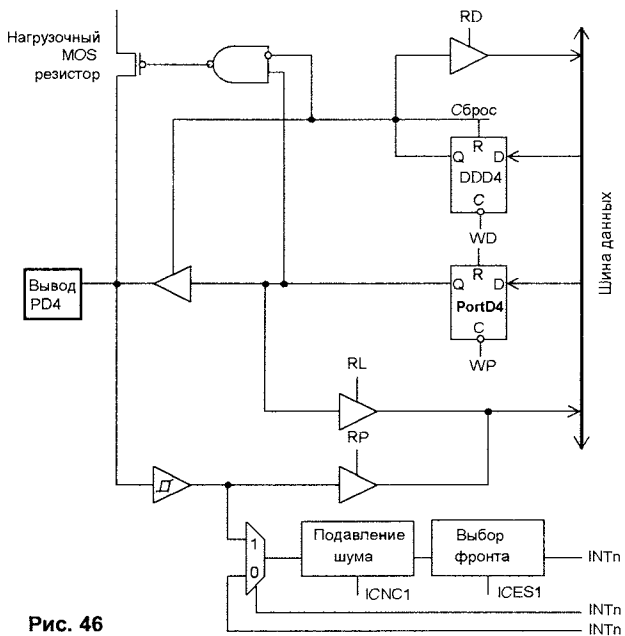 RD
Нагрузочный
MOS
резистор
Сброс
R
Q D
DDD4
C
WD
Шина данных
R
Q D
PortD4
C
WP
Вывод
PD4
RL
RP
1
0
Подавление
шума
Выбор
фронта
INTn
ICNC1
ICES1
INTn
INTn
Рис. 46